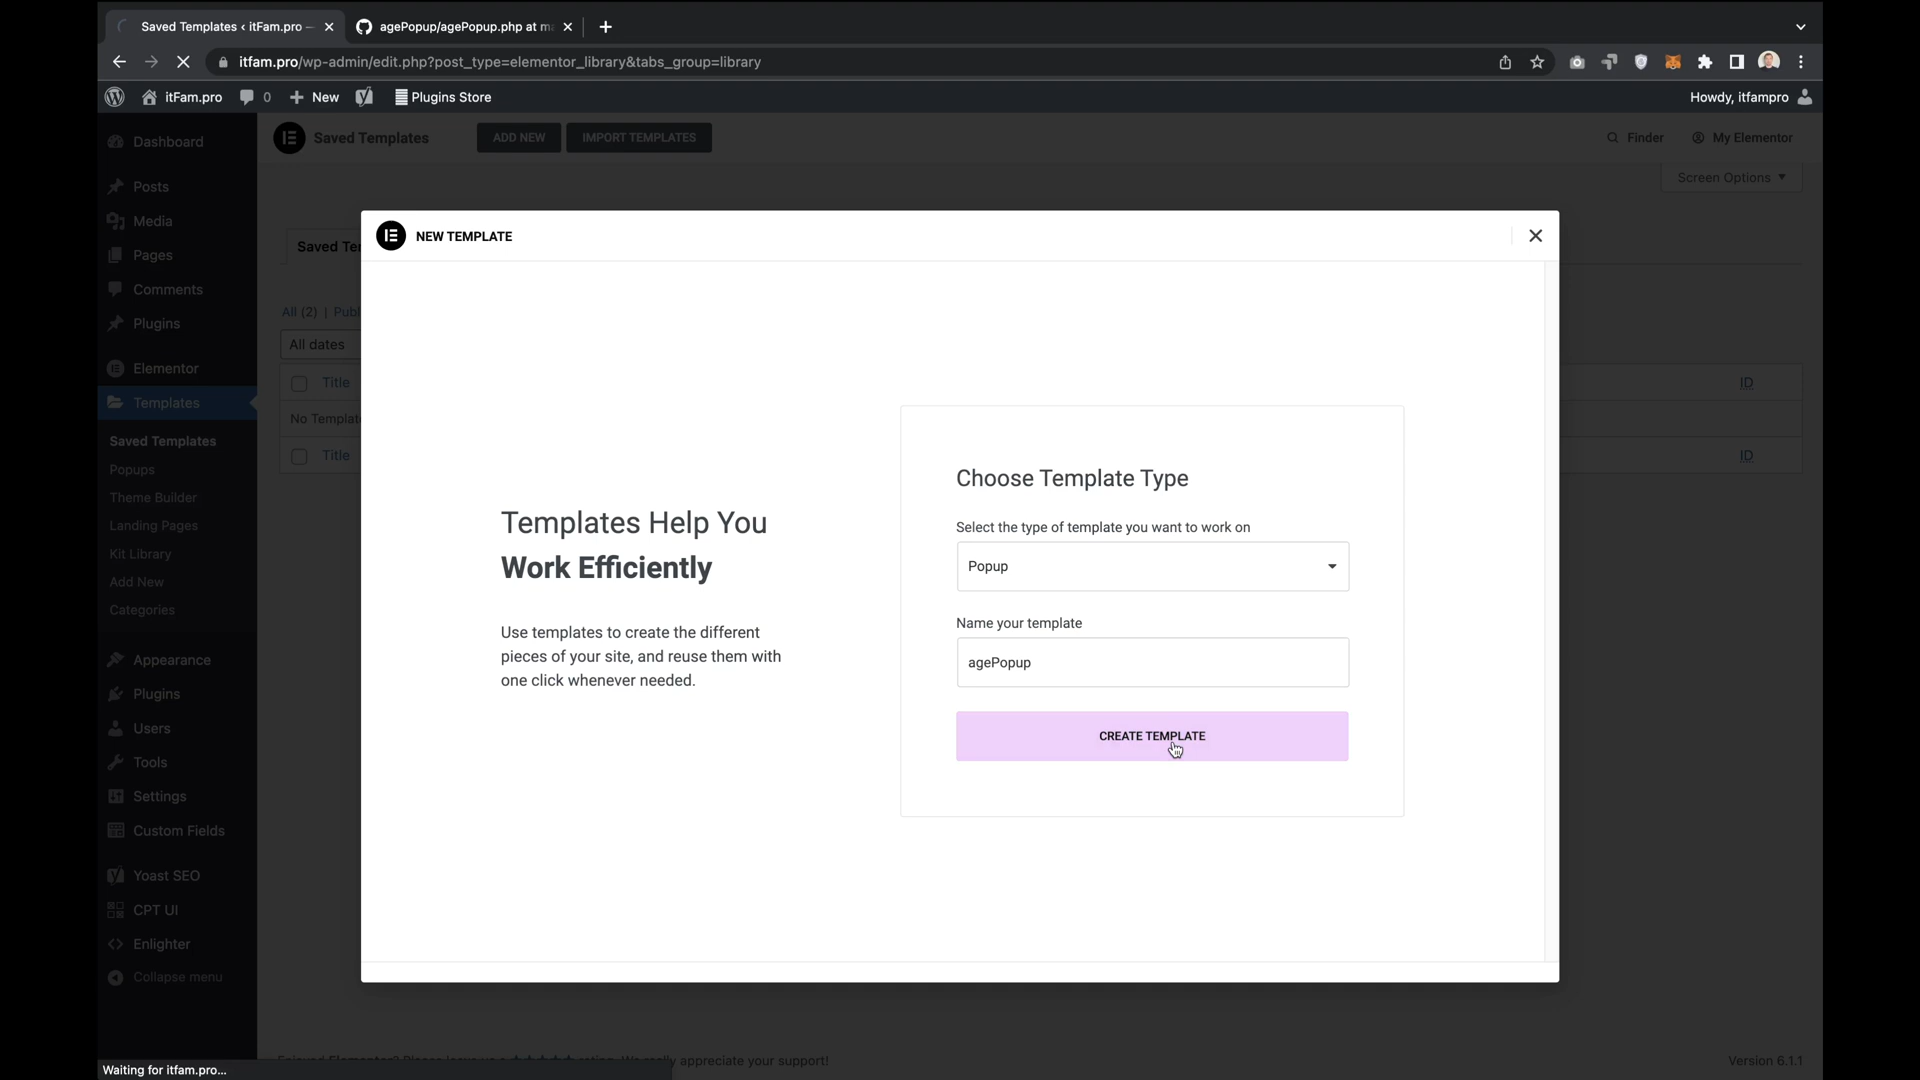 Saved Templates ‹ itFam.pro –
agePopup/agePopup.php at m
itfam.pro/wp-admin/edit.php?post_type=elementor_library&tabs_group=library
itFam.pro
0
New
Plugins Store
Howdy, itfampro
Dashboard
Posts
Media
Pages
Comments
Plugins
Elementor
Templates
Saved Templates
Popups
Theme Builder
Landing Pages
Kit Library
Add New
Categories
Appearance
Plugins
Users
Tools
Settings
Custom Fields
Yoast SEO
CPT UI
Enlighter
Collapse menu
Saved Templates
ADD NEW
IMPORT TEMPLATES
Finder
My Elementor
Screen Options
Saved Te
All (2) | Publ
All dates
Title
ID
No Templat
Title
ID
NEW TEMPLATE
Templates Help You
Work Efficiently
Use templates to create the different
pieces of your site, and reuse them with
one click whenever needed.
Choose Template Type
Select the type of template you want to work on
Popup
Name your template
agePopup
CREATE TEMPLATE
appreciate your support!
Version 6.1.1
Waiting for itfam.pro...